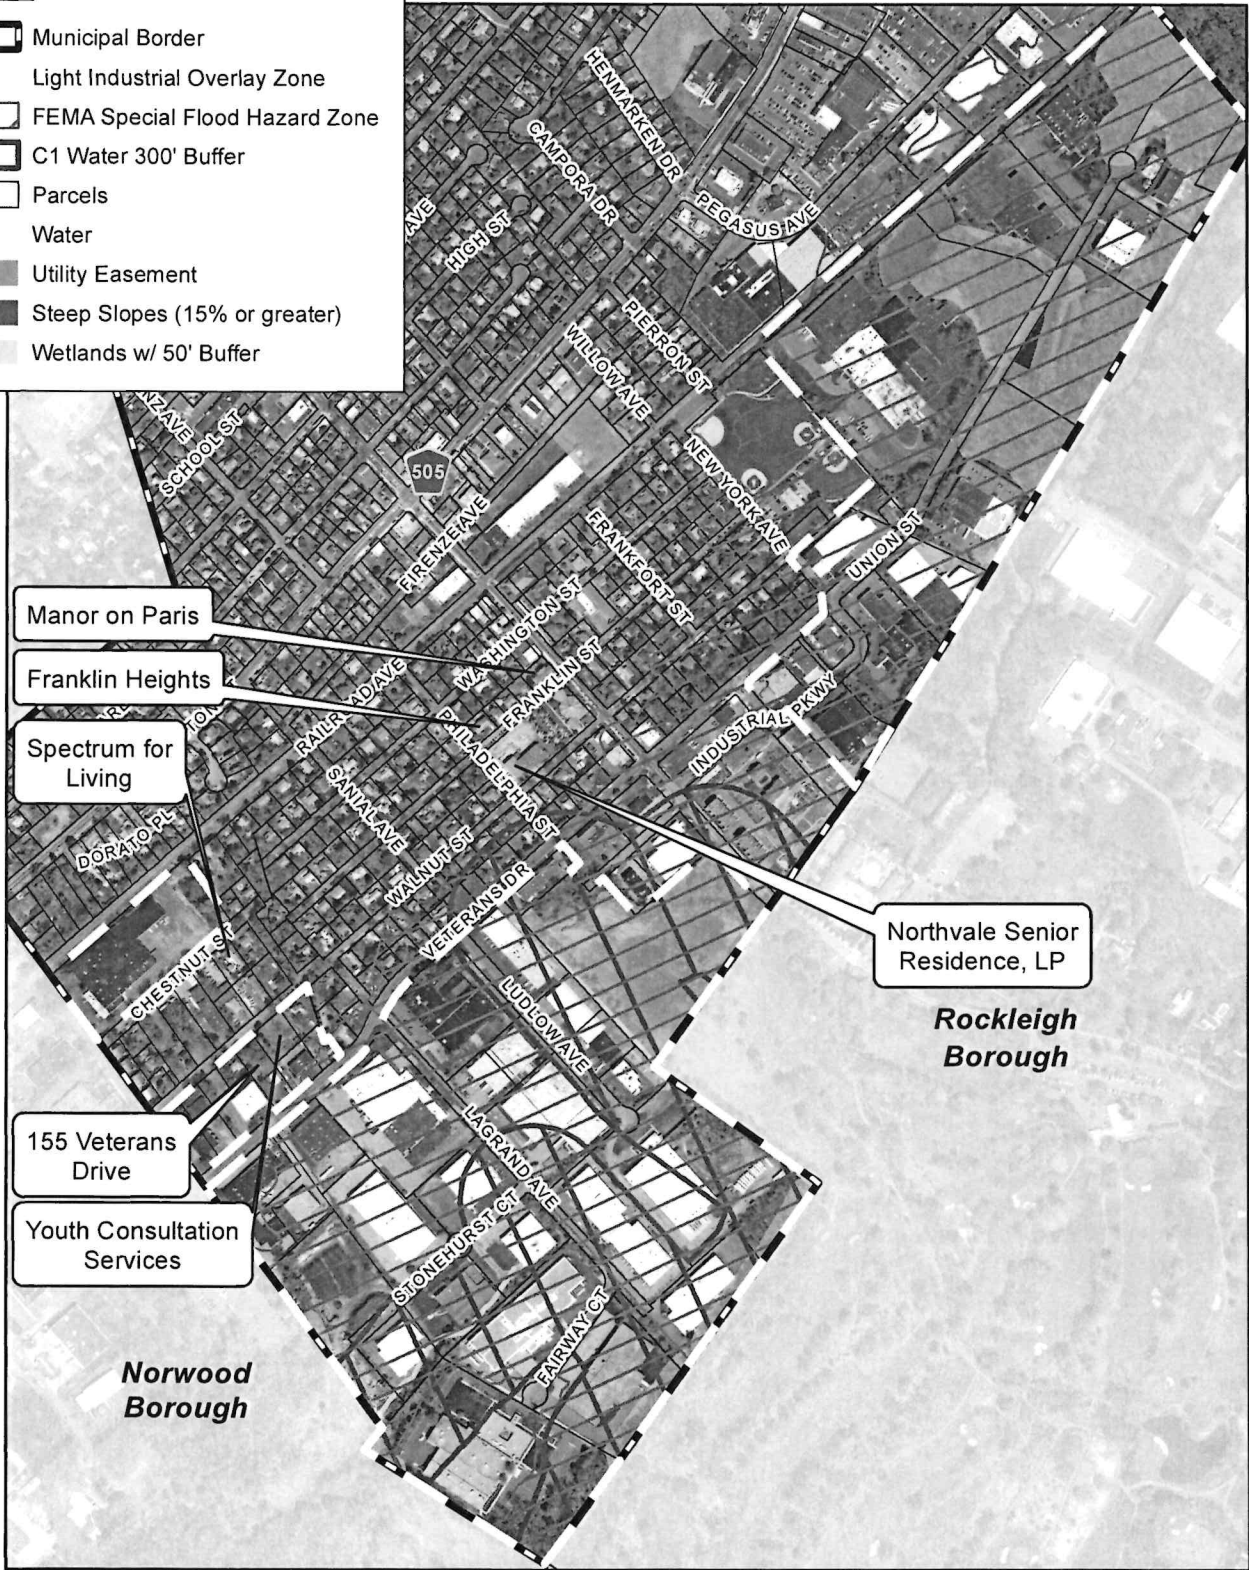 Municipal Border
Light Industrial Overlay Zone
FEMA Special Flood Hazard Zone
C1 Water 300' Buffer
Parcels
Water
Utility Easement
Steep Slopes (15% or greater)
Wetlands w/ 50' Buffer
HENMARKEN DR
CAMPORA DR
AVE
HIGH ST
PEGASUS AVE
PIERRON ST
WILLOW AVE
AVE
SCHOOL ST
505
NEW YORK AVE
FIRENZE AVE
FRANKFORT ST
UNION ST
Manor on Paris
WASHINGTON ST
Franklin Heights
FRANKLIN ST
RAILROAD AVE
PHILADELPHIA ST
INDUSTRIAL PKWY
Spectrum for
Living
SANIAL AVE
DORATO PL
WALNUT ST
VETERANS DR
CHESTNUT ST
Northvale Senior
Residence, LP
LUDLOW AVE
Rockleigh
Borough
155 Veterans
Drive
LAGRAND AVE
Youth Consultation
Services
STONEHURST CT
FAIRWAY CT
Norwood
Borough